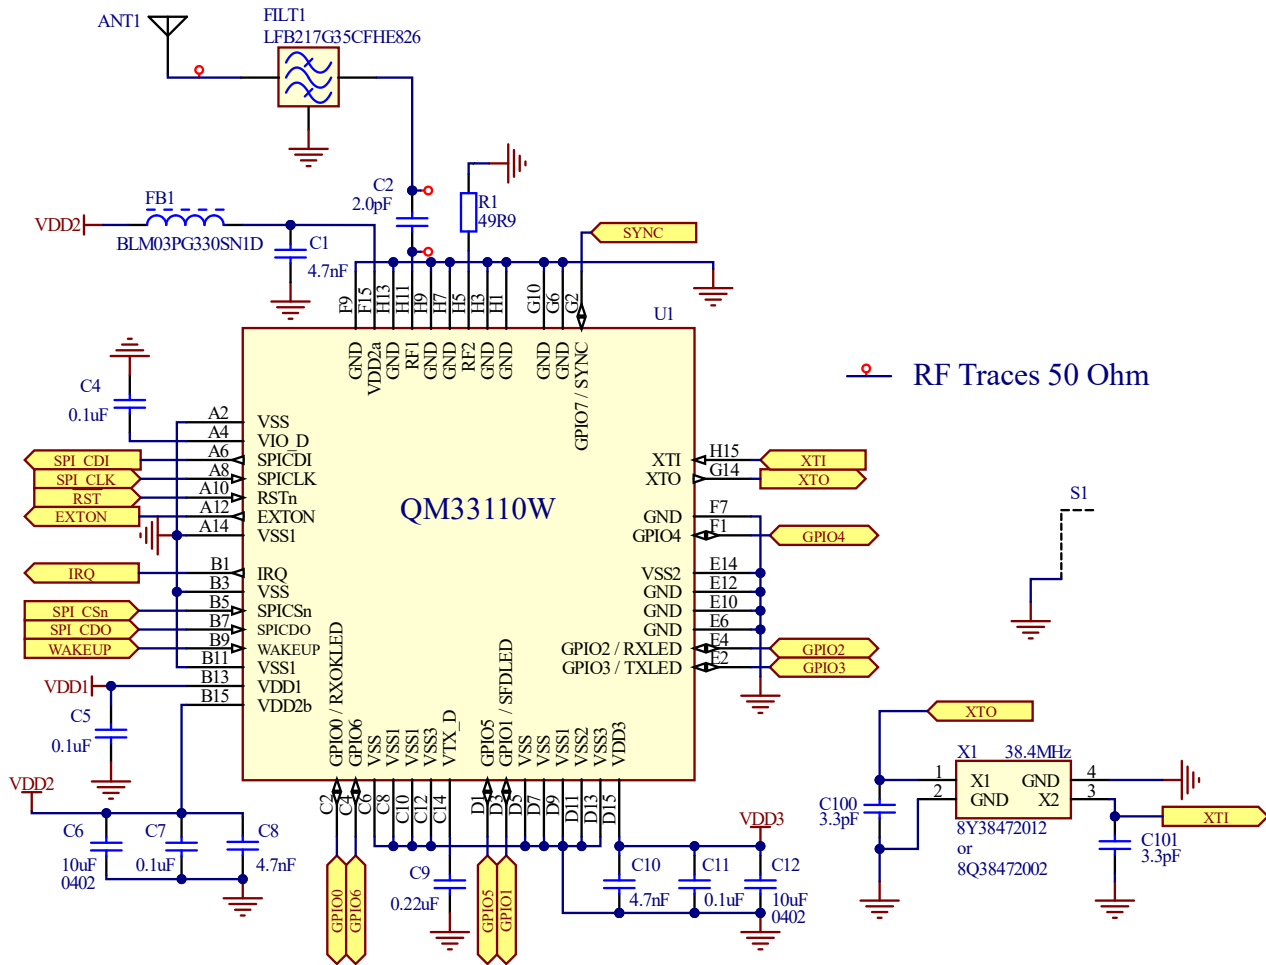 ANT1
FILT1
LFB217G35CFHE826
C2
2.0pF
R1
49R9
FB1
VDD2
BLM03PG330SN1D
C1
4.7nF
SYNC
F9
F15
H13
H11
H9
H7
H5
H3
H1
G10
G6
G2
U1
GND
VDD2a
GND
RF1
GND
GND
RF2
GND
GND
GND
GND
GPIO7 / SYNC
RF Traces 50 Ohm
C4
0.1uF
A2
VSS
A4
VIO_D
SPI_CDI
A6
SPICDI
SPI_CLK
A8
SPICLK
RST
A10
RSTn
EXTON
A12
EXTON
A14
VSS1
IRQ
B1
IRQ
B3
VSS
SPI_CSn
B5
SPICSn
SPI_CDO
B7
SPICDO
WAKEUP
B9
WAKEUP
B11
VSS1
VDD1
B13
VDD1
B15
VDD2b
QM33110W
XTI
H15
XTI
XTO
G14
XTO
GND
F7
GPIO4
F1
GPIO4
VSS2
E14
GND
E12
GND
E10
GND
E6
GPIO2 / RXLED
E4
GPIO2
GPIO3 / TXLED
E2
GPIO3
S1
C5
0.1uF
GPIO0 / RXOKLED
GPIO6
VSS
VSS1
VSS1
VSS3
VTX_D
GPIO5
GPIO1 / SFDLED
VSS
VSS
VSS1
VSS2
VSS3
VDD3
C2
C4
C6
C8
C10
C12
C14
D1
D3
D5
D7
D9
D11
D13
D15
VDD2
C6
10uF
0402
C7
0.1uF
C8
4.7nF
GPIO0
GPIO6
C9
0.22uF
GPIO5
GPIO1
VDD3
C10
4.7nF
C11
0.1uF
C12
10uF
0402
XTO
X1
38.4MHz
1
X1
GND
4
2
GND
X2
3
8Y38472012
or
8Q38472002
C100
3.3pF
XTI
C101
3.3pF